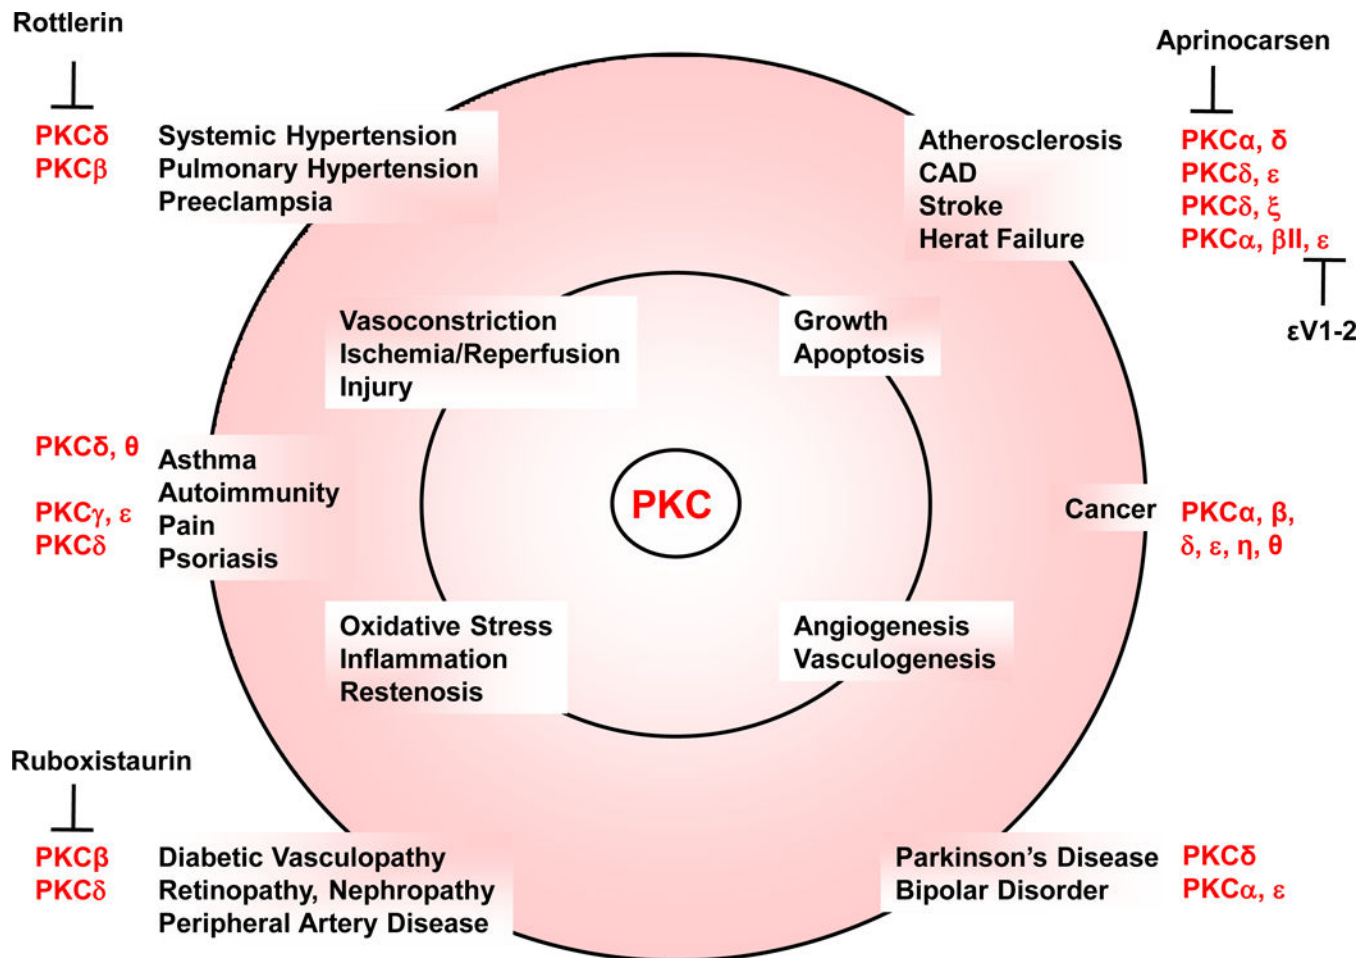 Rottlerin
PKCδ
PKCβ
Systemic Hypertension
Pulmonary Hypertension
Preeclampsia
Aprinocarsen
Atherosclerosis
CAD
Stroke
Herat Failure
PKCα, δ
PKCδ, ε
PKCδ, ξ
PKCα, βII, ε
εV1-2
Vasoconstriction
Ischemia/Reperfusion
Injury
Growth
Apoptosis
PKCδ, θ
PKCγ, ε
PKCδ
Asthma
Autoimmunity
Pain
Psoriasis
PKC
Cancer
PKCα, β,
δ, ε, η, θ
Oxidative Stress
Inflammation
Restenosis
Angiogenesis
Vasculogenesis
Ruboxistaurin
PKCβ
PKCδ
Diabetic Vasculopathy
Retinopathy, Nephropathy
Peripheral Artery Disease
Parkinson's Disease
Bipolar Disorder
PKCδ
PKCα, ε